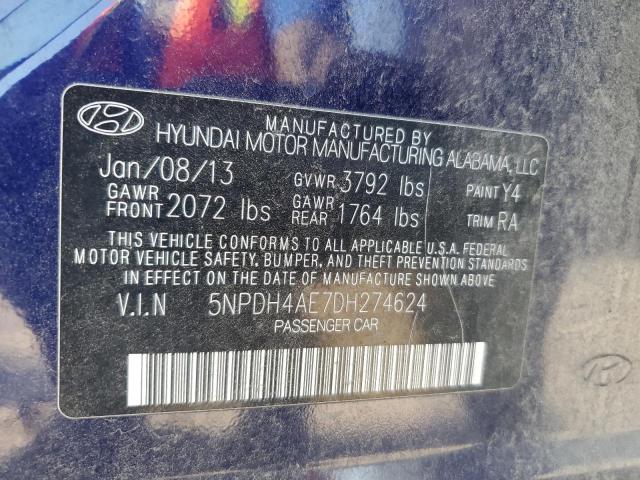 MANUFACTURED BY
HYUNDAI MOTOR MANUFACTURING ALABAMA, LLC
Jan/08/13 GVWR 3792 lbs PAINT Y4
GAWR FRONT 2072 lbs GAWR REAR 1764 lbs TRIM RA
THIS VEHICLE CONFORMS TO ALL APPLICABLE U.S.A. FEDERAL
MOTOR VEHICLE SAFETY, BUMPER, AND THEFT PREVENTION STANDARDS
IN EFFECT ON THE DATE OF MANUFACTURE SHOWN ABOVE.
V.I.N 5NPDH4AE7DH274624
PASSENGER CAR